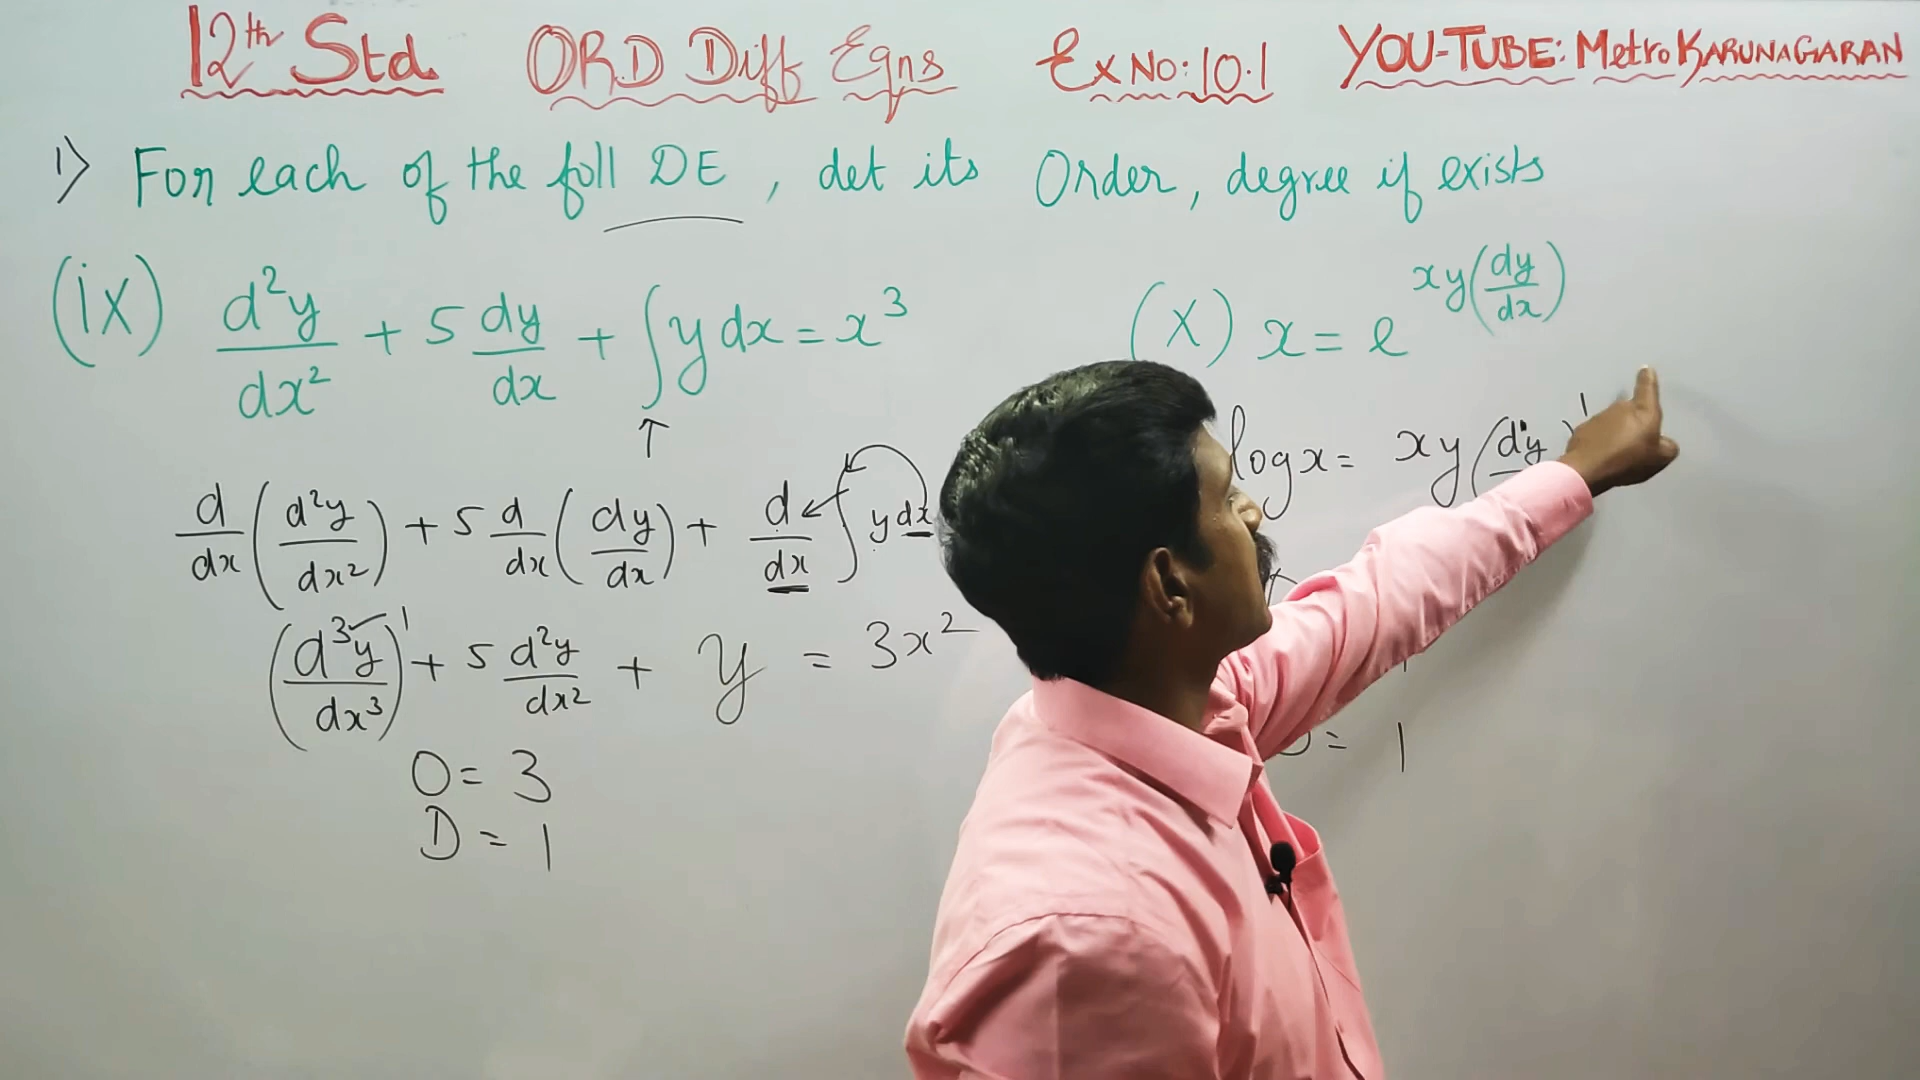 12th Std ORD Diff Eqns Ex No: 10.1 YOU-TUBE: Metro KARUNAGARAN
1) For each of the foll DE, det its Order, degree if exists
(ix) d²y/dx² + 5 dy/dx + ∫ y dx = x³
↑
d/dx (d²y/dx²) + 5 d/dx (dy/dx) + d/dx ∫ y dx
(d³y/dx³)¹ + 5 d²y/dx² + y = 3x²
O = 3
D = 1
(X) x = e^{xy(dy/dx)}
log x = xy (dy
= 1